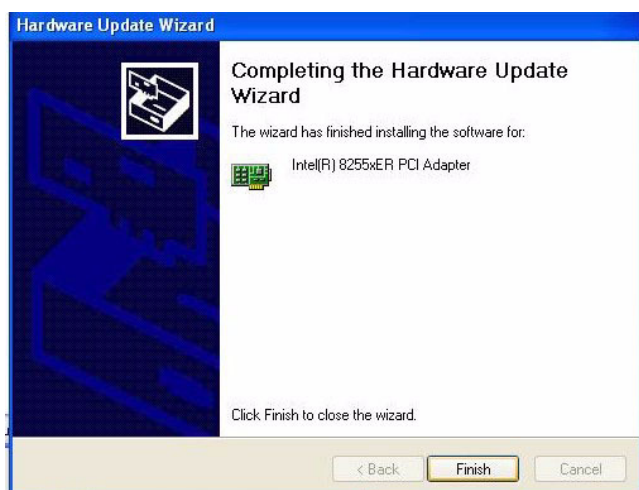 Hardware Update Wizard
Completing the Hardware Update
Wizard
The wizard has finished installing the software for:
Intel(R) 8255xER PCI Adapter
Click Finish to close the wizard.
< Back Finish Cancel